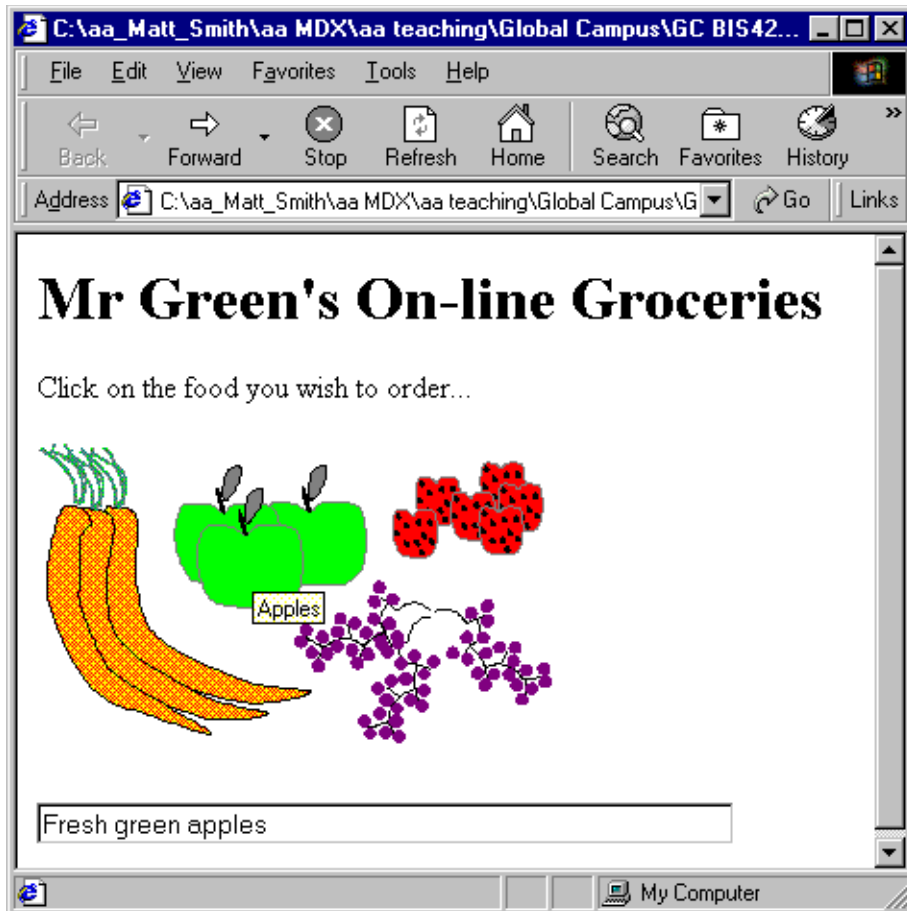 C:\aa_Matt_Smith\aa MDX\aa teaching\Global Campus\GC BIS42...
File Edit View Favorites Tools Help
Back Forward Stop Refresh Home Search Favorites History »
Address C:\aa_Matt_Smith\aa MDX\aa teaching\Global Campus\G Go Links
Mr Green's On-line Groceries
Click on the food you wish to order...
Apples
Fresh green apples
My Computer